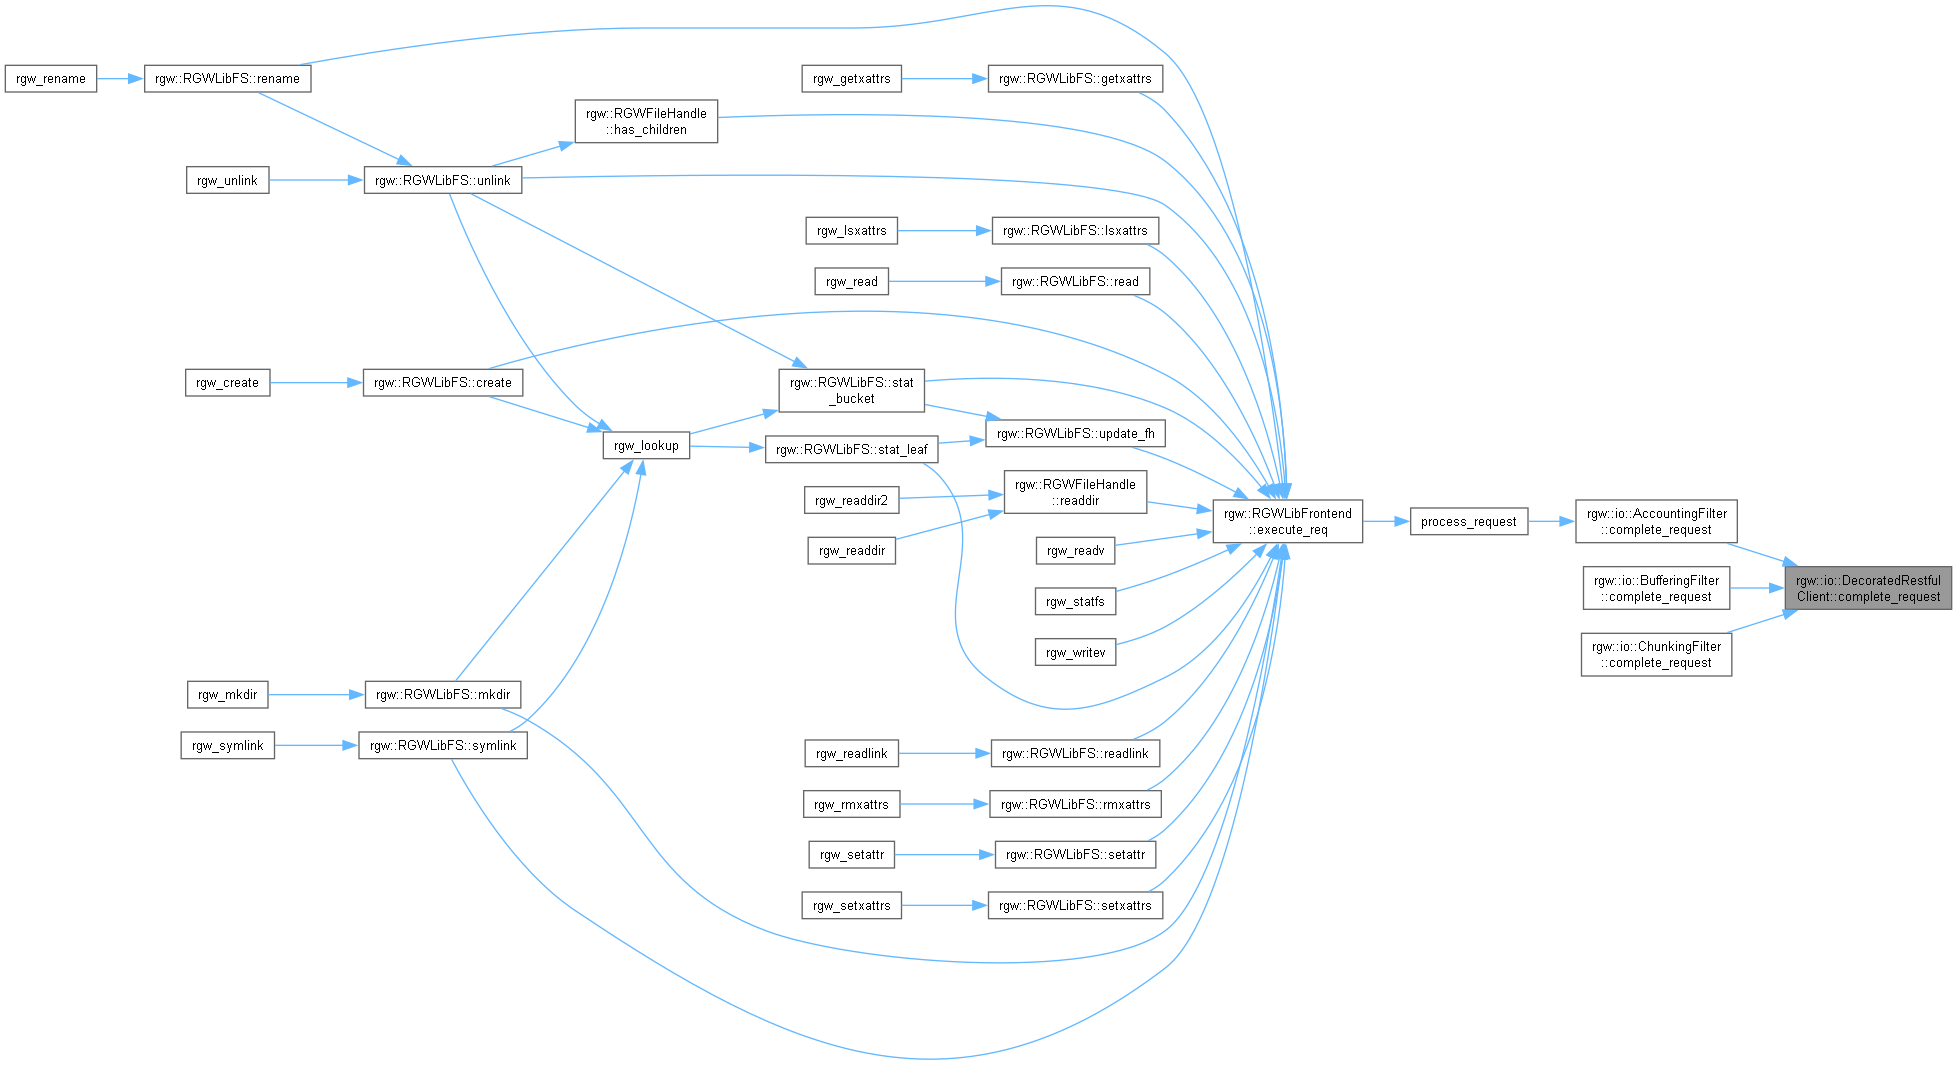 rgw_rename
rgw::RGWLibFS::rename
rgw_getxattrs
rgw::RGWLibFS::getxattrs
rgw::RGWFileHandle
::has_children
rgw_unlink
rgw::RGWLibFS::unlink
rgw_lsxattrs
rgw::RGWLibFS::lsxattrs
rgw_read
rgw::RGWLibFS::read
rgw_create
rgw::RGWLibFS::create
rgw::RGWLibFS::stat
_bucket
rgw_lookup
rgw::RGWLibFS::stat_leaf
rgw::RGWLibFS::update_fh
rgw_readdir2
rgw::RGWFileHandle
::readdir
rgw_readdir
rgw_readv
rgw_statfs
rgw_writev
rgw::RGWLibFrontend
::execute_req
process_request
rgw::io::AccountingFilter
::complete_request
rgw::io::BufferingFilter
::complete_request
rgw::io::ChunkingFilter
::complete_request
rgw::io::DecoratedRestful
Client::complete_request
rgw_mkdir
rgw::RGWLibFS::mkdir
rgw_symlink
rgw::RGWLibFS::symlink
rgw_readlink
rgw::RGWLibFS::readlink
rgw_rmxattrs
rgw::RGWLibFS::rmxattrs
rgw_setattr
rgw::RGWLibFS::setattr
rgw_setxattrs
rgw::RGWLibFS::setxattrs